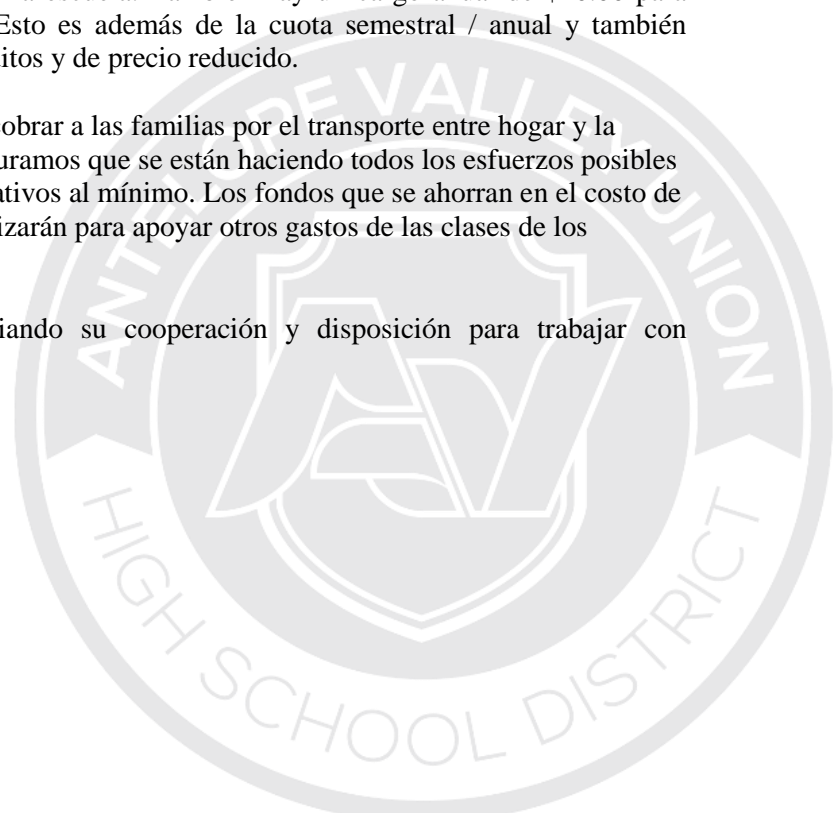 Esto es además de la cuota semestral / anual y también
itos y de precio reducido.
cobrar a las familias por el transporte entre hogar y la
uramos que se están haciendo todos los esfuerzos posibles
ativos al mínimo. Los fondos que se ahorran en el costo de
izarán para apoyar otros gastos de las clases de los
iando su cooperación y disposición para trabajar con
ANTELOPE VALLEY UNION
AV
HIGH SCHOOL DISTRICT